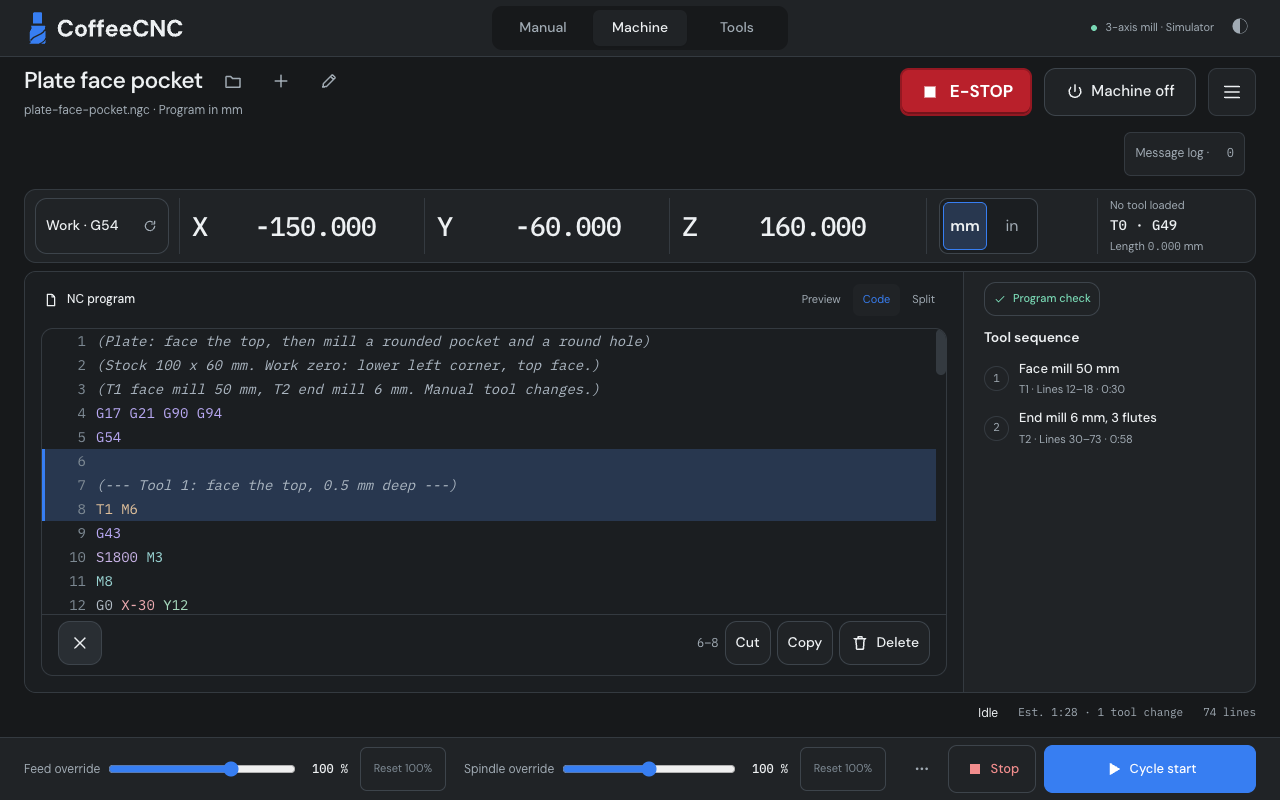 CoffeeCNC
Manual
Machine
Tools
3-axis mill · Simulator
Plate face pocket
plate-face-pocket.ngc · Program in mm
E-STOP
Machine off
Message log · 0
Work · G54
X -150.000
Y -60.000
Z 160.000
mm
in
No tool loaded
T0 · G49
Length 0.000 mm
NC program
Preview
Code
Split
1 (Plate: face the top, then mill a rounded pocket and a round hole)
2 (Stock 100 x 60 mm. Work zero: lower left corner, top face.)
3 (T1 face mill 50 mm, T2 end mill 6 mm. Manual tool changes.)
4 G17 G21 G90 G94
5 G54
6
7 (--- Tool 1: face the top, 0.5 mm deep ---)
8 T1 M6
9 G43
10 S1800 M3
11 M8
12 G0 X-30 Y12
6–8
Cut
Copy
Delete
Program check
Tool sequence
1
Face mill 50 mm
T1 · Lines 12–18 · 0:30
2
End mill 6 mm, 3 flutes
T2 · Lines 30–73 · 0:58
Idle
Est. 1:28 · 1 tool change
74 lines
Feed override
100 %
Reset 100%
Spindle override
100 %
Reset 100%
Stop
Cycle start